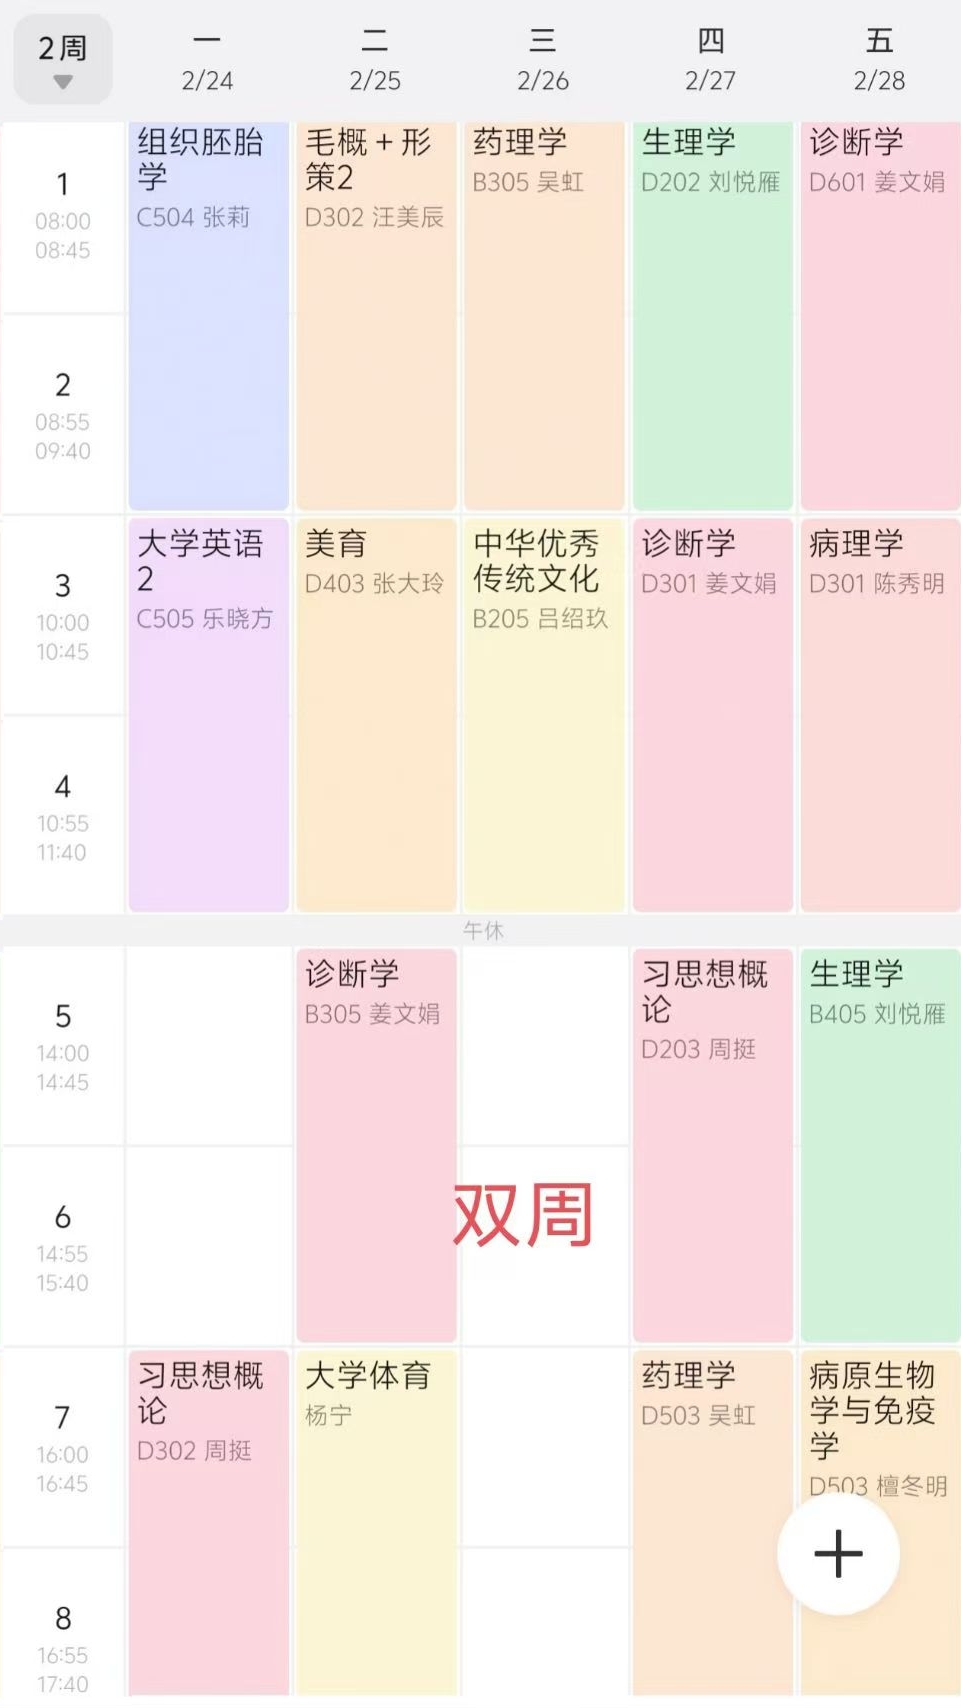 2周
一
二
三
四
五
2/24
2/25
2/26
2/27
2/28
1
08:00
08:45
组织胚胎
学
C504 张莉
毛概+形
策2
D302 汪美辰
药理学
B305 吴虹
生理学
D202 刘悦雁
诊断学
D601 姜文娟
2
08:55
09:40
3
10:00
10:45
大学英语
2
C505 乐晓方
美育
D403 张大玲
中华优秀
传统文化
B205 吕绍玖
诊断学
D301 姜文娟
病理学
D301 陈秀明
4
10:55
11:40
午休
5
14:00
14:45
诊断学
B305 姜文娟
习思想概
论
D203 周挺
生理学
B405 刘悦雁
6
14:55
15:40
双周
7
16:00
16:45
习思想概
论
D302 周挺
大学体育
杨宁
药理学
D503 吴虹
病原生物
学与免疫
学
D503 檀冬明
8
16:55
17:40